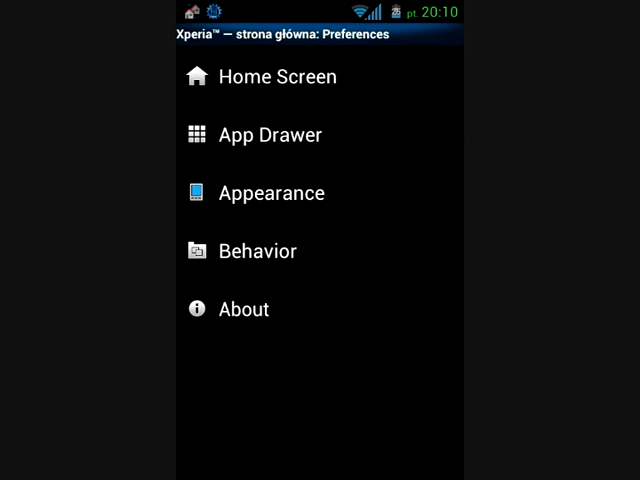 pt. 20:10
Xperia™ — strona główna: Preferences
Home Screen
App Drawer
Appearance
Behavior
About